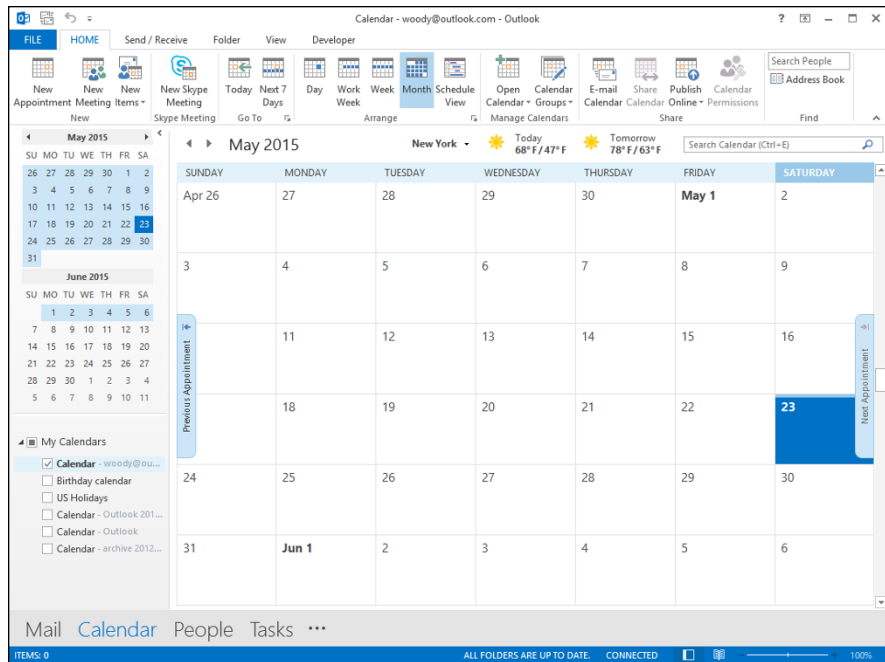 Calendar - woody@outlook.com - Outlook
?
FILE HOME Send / Receive Folder View Developer
New Appointment
New Meeting
New Items
New
New Skype Meeting
Skype Meeting
Today
Next 7 Days
Go To
Day
Work Week
Week
Month
Schedule View
Arrange
Open Calendar
Calendar Groups
Manage Calendars
E-mail Calendar
Share Calendar
Publish Online
Calendar Permissions
Share
Search People
Address Book
Find
May 2015
SU MO TU WE TH FR SA
26 27 28 29 30 1 2
3 4 5 6 7 8 9
10 11 12 13 14 15 16
17 18 19 20 21 22 23
24 25 26 27 28 29 30
31
June 2015
SU MO TU WE TH FR SA
1 2 3 4 5 6
7 8 9 10 11 12 13
14 15 16 17 18 19 20
21 22 23 24 25 26 27
28 29 30 1 2 3 4
5 6 7 8 9 10 11
My Calendars
Calendar - woody@ou...
Birthday calendar
US Holidays
Calendar - Outlook 201...
Calendar - Outlook
Calendar - archive 2012...
May 2015
New York
Today
68° F / 47° F
Tomorrow
78° F / 63° F
Search Calendar (Ctrl+E)
SUNDAY MONDAY TUESDAY WEDNESDAY THURSDAY FRIDAY SATURDAY
Apr 26 27 28 29 30 May 1 2
3 4 5 6 7 8 9
11 12 13 14 15 16
18 19 20 21 22 23
24 25 26 27 28 29 30
31 Jun 1 2 3 4 5 6
Previous Appointment
Next Appointment
Mail Calendar People Tasks •••
ITEMS: 0
ALL FOLDERS ARE UP TO DATE. CONNECTED 100%